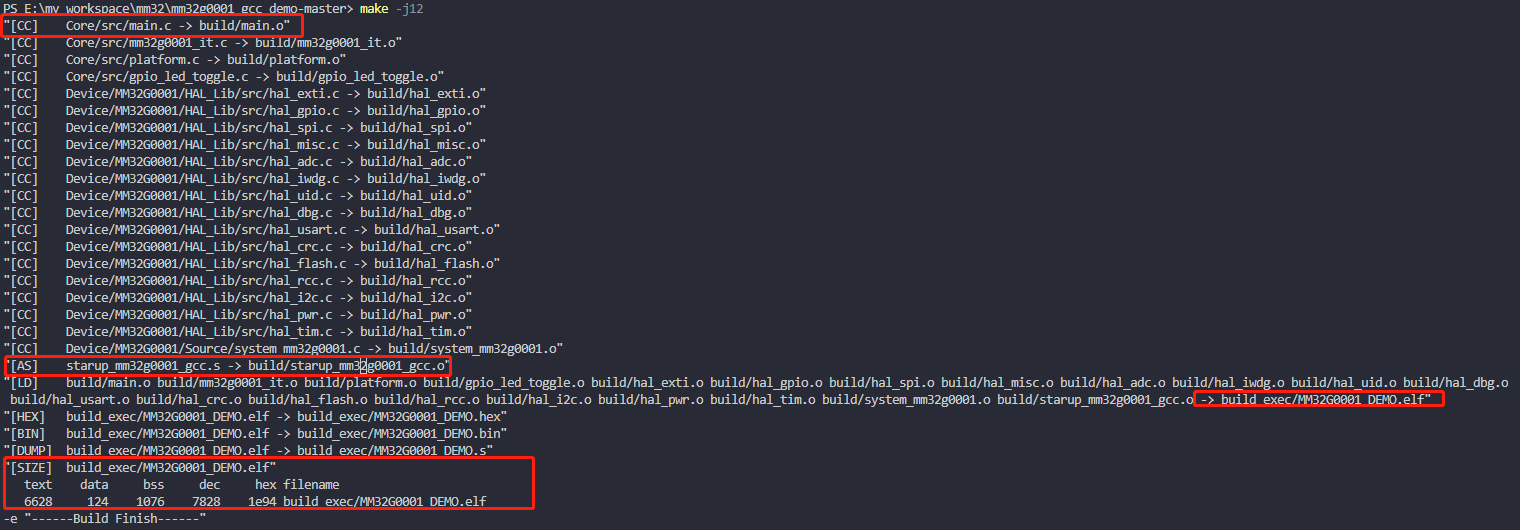 PS E:\my_workspace\mm32\mm32g0001_gcc_demo-master> make -j12
"[CC]    Core/src/main.c -> build/main.o"
"[CC]    Core/src/mm32g0001_it.c -> build/mm32g0001_it.o"
"[CC]    Core/src/platform.c -> build/platform.o"
"[CC]    Core/src/gpio_led_toggle.c -> build/gpio_led_toggle.o"
"[CC]    Device/MM32G0001/HAL_Lib/src/hal_exti.c -> build/hal_exti.o"
"[CC]    Device/MM32G0001/HAL_Lib/src/hal_gpio.c -> build/hal_gpio.o"
"[CC]    Device/MM32G0001/HAL_Lib/src/hal_spi.c -> build/hal_spi.o"
"[CC]    Device/MM32G0001/HAL_Lib/src/hal_misc.c -> build/hal_misc.o"
"[CC]    Device/MM32G0001/HAL_Lib/src/hal_adc.c -> build/hal_adc.o"
"[CC]    Device/MM32G0001/HAL_Lib/src/hal_iwdg.c -> build/hal_iwdg.o"
"[CC]    Device/MM32G0001/HAL_Lib/src/hal_uid.c -> build/hal_uid.o"
"[CC]    Device/MM32G0001/HAL_Lib/src/hal_dbg.c -> build/hal_dbg.o"
"[CC]    Device/MM32G0001/HAL_Lib/src/hal_usart.c -> build/hal_usart.o"
"[CC]    Device/MM32G0001/HAL_Lib/src/hal_crc.c -> build/hal_crc.o"
"[CC]    Device/MM32G0001/HAL_Lib/src/hal_flash.c -> build/hal_flash.o"
"[CC]    Device/MM32G0001/HAL_Lib/src/hal_rcc.c -> build/hal_rcc.o"
"[CC]    Device/MM32G0001/HAL_Lib/src/hal_i2c.c -> build/hal_i2c.o"
"[CC]    Device/MM32G0001/HAL_Lib/src/hal_pwr.c -> build/hal_pwr.o"
"[CC]    Device/MM32G0001/HAL_Lib/src/hal_tim.c -> build/hal_tim.o"
"[CC]    Device/MM32G0001/Source/system_mm32g0001.c -> build/system_mm32g0001.o"
"[AS]    starup_mm32g0001_gcc.s -> build/starup_mm32g0001_gcc.o"
"[LD]    build/main.o build/mm32g0001_it.o build/platform.o build/gpio_led_toggle.o build/hal_exti.o build/hal_gpio.o build/hal_spi.o build/hal_misc.o build/hal_adc.o build/hal_iwdg.o build/hal_uid.o build/hal_dbg.o
build/hal_usart.o build/hal_crc.o build/hal_flash.o build/hal_rcc.o build/hal_i2c.o build/hal_pwr.o build/hal_tim.o build/system_mm32g0001.o build/starup_mm32g0001_gcc.o -> build_exec/MM32G0001_DEMO.elf"
"[HEX]   build_exec/MM32G0001_DEMO.elf -> build_exec/MM32G0001_DEMO.hex"
"[BIN]   build_exec/MM32G0001_DEMO.elf -> build_exec/MM32G0001_DEMO.bin"
"[DUMP]  build_exec/MM32G0001_DEMO.elf -> build_exec/MM32G0001_DEMO.s"
"[SIZE]  build_exec/MM32G0001_DEMO.elf"
   text    data     bss     dec     hex filename
   6628     124    1076    7828    1e94 build_exec/MM32G0001_DEMO.elf
-e "------Build Finish------"